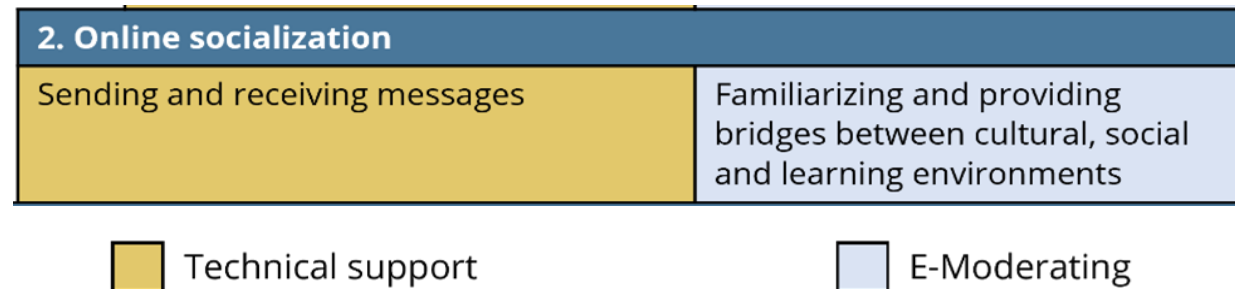 2. Online socialization
Sending and receiving messages
Familiarizing and providing
bridges between cultural, social
and learning environments
Technical support
E-Moderating